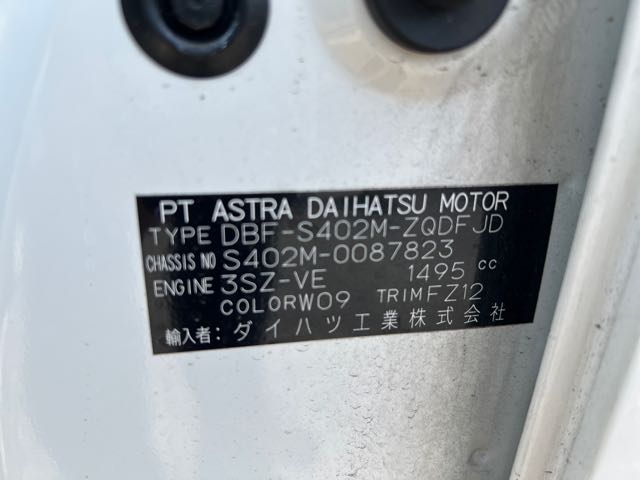 PT ASTRA DAIHATSU MOTOR
TYPE DBF-S402M-ZQDFJD
CHASSIS NO S402M-0087823
ENGINE 3SZ-VE 1495 cc
COLOR W09 TRIM FZ12
輸入者: ダイハツ工業株式会社